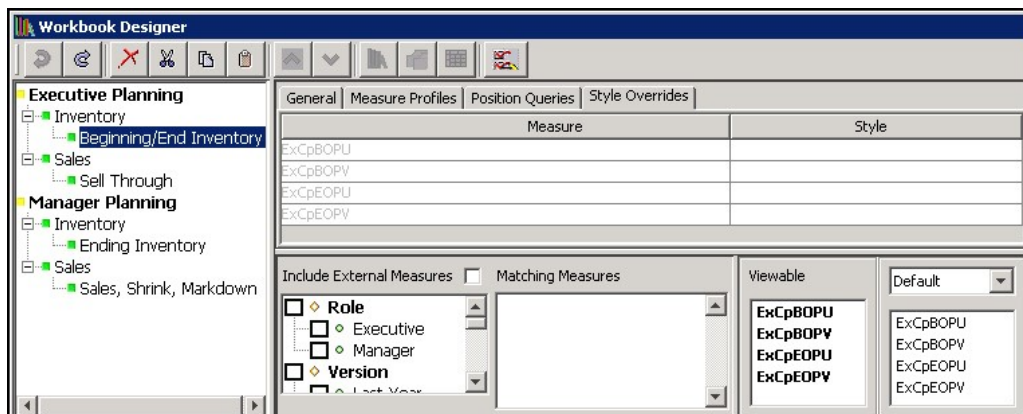 Workbook Designer
Executive Planning
Inventory
Beginning/End Inventory
Sales
Sell Through
Manager Planning
Inventory
Ending Inventory
Sales
Sales, Shrink, Markdown
General
Measure Profiles
Position Queries
Style Overrides
Measure
Style
ExCpBOPU
ExCpBOPV
ExCpEOPU
ExCpEOPV
Include External Measures
Role
Executive
Manager
Version
Last Year
Matching Measures
Viewable
ExCpBOPU
ExCpBOPV
ExCpEOPU
ExCpEOPV
Default
ExCpBOPU
ExCpBOPV
ExCpEOPU
ExCpEOPV